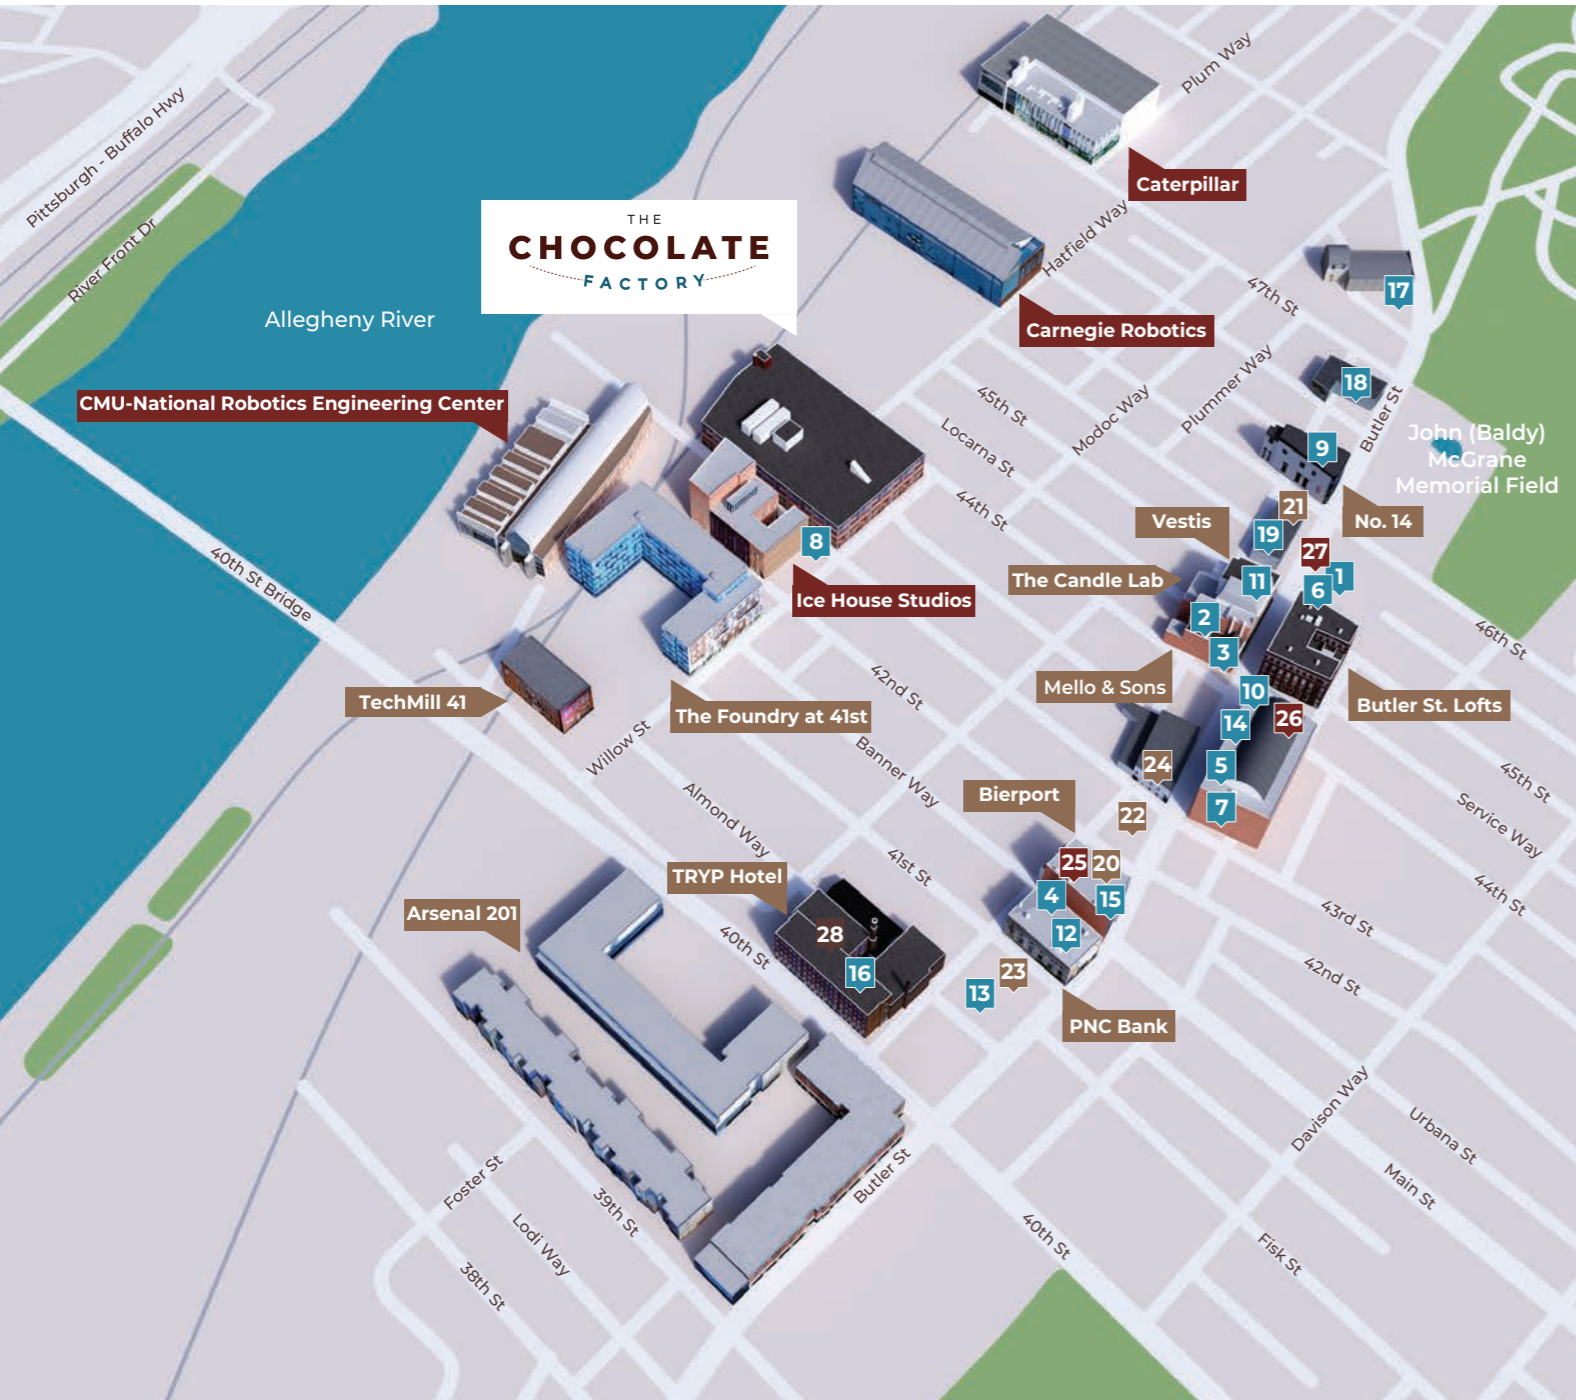 Plum Way
Pittsburgh - Buffalo Hwy
Caterpillar
THE
CHOCOLATE
FACTORY
Hatfield Way
River Front Dr
Allegheny River
47th St
17
Carnegie Robotics
CMU-National Robotics Engineering Center
45th St
Modoc Way
Plummer Way
18
Butler St
Locarna St
9
John (Baldy)
McGrane
Memorial Field
44th St
21
Vestis
No. 14
19
8
27
40th St Bridge
The Candle Lab
11
1
6
Ice House Studios
2
3
46th St
42nd St
Mello & Sons
10
TechMill 41
The Foundry at 41st
Butler St. Lofts
14
26
Willow St
Banner Way
24
5
45th St
Bierport
7
Almond Way
22
Service Way
TRYP Hotel
41st St
25
20
4
15
44th St
Arsenal 201
43rd St
28
12
40th St
16
23
42nd St
13
PNC Bank
Davison Way
Urbana St
Foster St
Butler St
Main St
39th St
Lodi Way
40th St
Fisk St
38th St